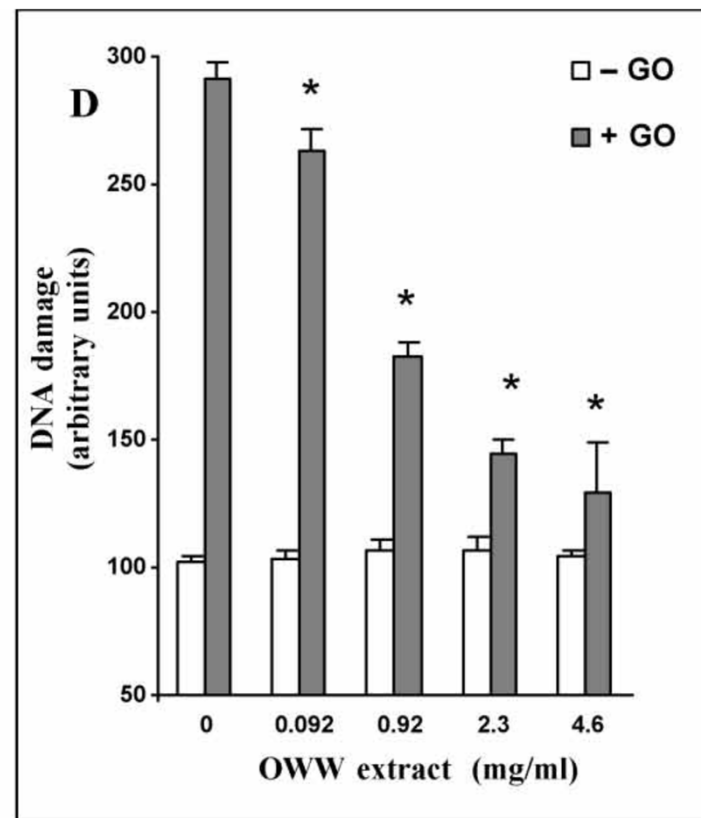 D
– GO
+ GO
300
250
200
150
100
50
*
*
*
*
DNA damage
(arbitrary units)
0 0.092 0.92 2.3 4.6
OWW extract (mg/ml)